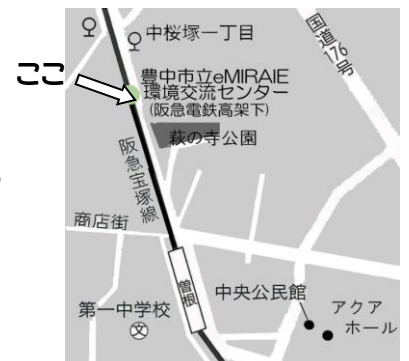 中桜塚一丁目
国道176号
ここ
豊中市立eMIRAIE
環境交流センター
(阪急電鉄高架下)
萩の寺公園
阪急宝塚線
商店街
曽根
中央公民館
アクア
ホール
第一中学校
文